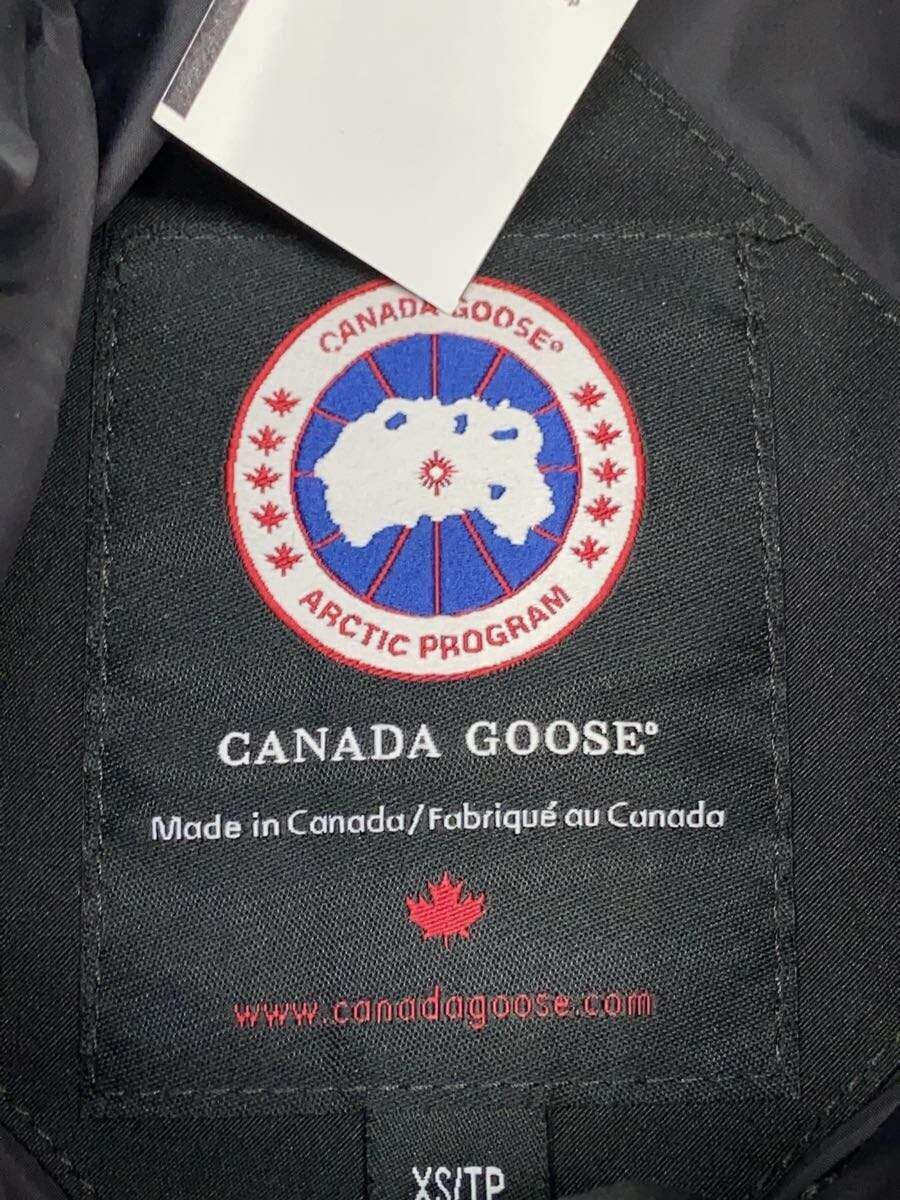 CANADA GOOSE®
ARCTIC PROGRAM
CANADA GOOSE®
Made in Canada/Fabriqué au Canada
www.canadagoose.com
XS/TP